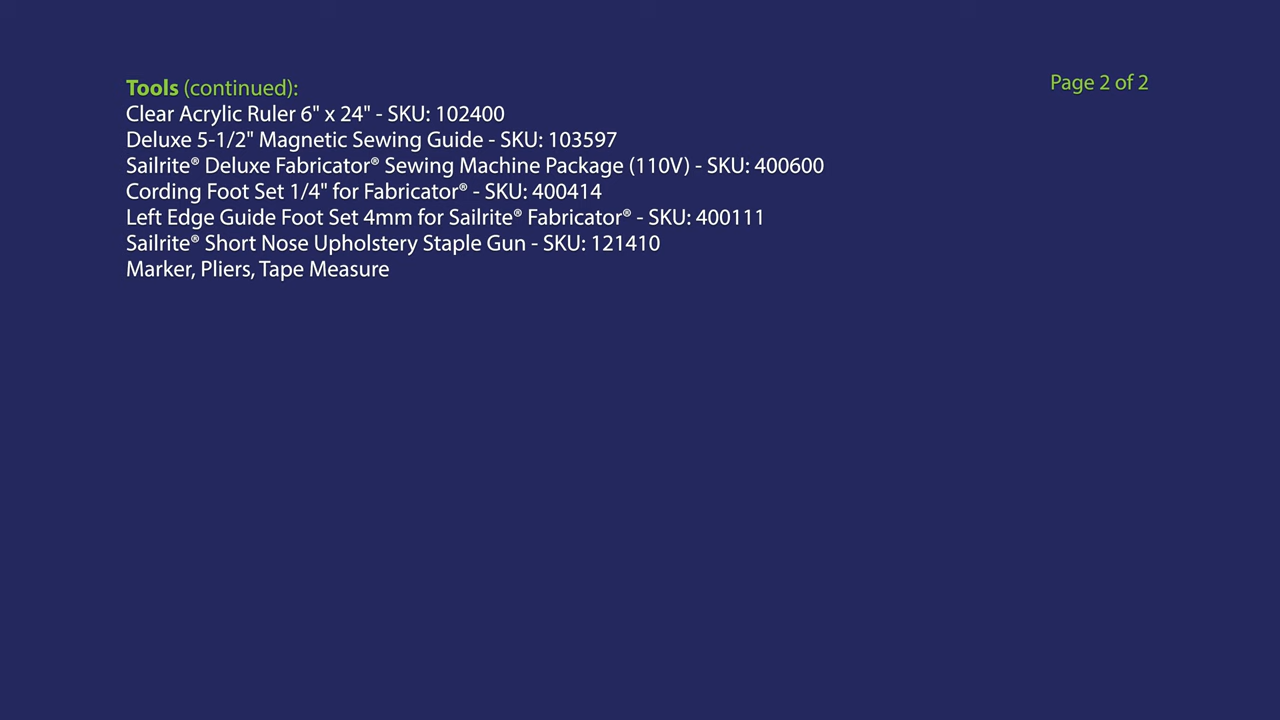 Tools (continued):
Page 2 of 2
Clear Acrylic Ruler 6" x 24" - SKU: 102400
Deluxe 5-1/2" Magnetic Sewing Guide - SKU: 103597
Sailrite® Deluxe Fabricator® Sewing Machine Package (110V) - SKU: 400600
Cording Foot Set 1/4" for Fabricator® - SKU: 400414
Left Edge Guide Foot Set 4mm for Sailrite® Fabricator® - SKU: 400111
Sailrite® Short Nose Upholstery Staple Gun - SKU: 121410
Marker, Pliers, Tape Measure